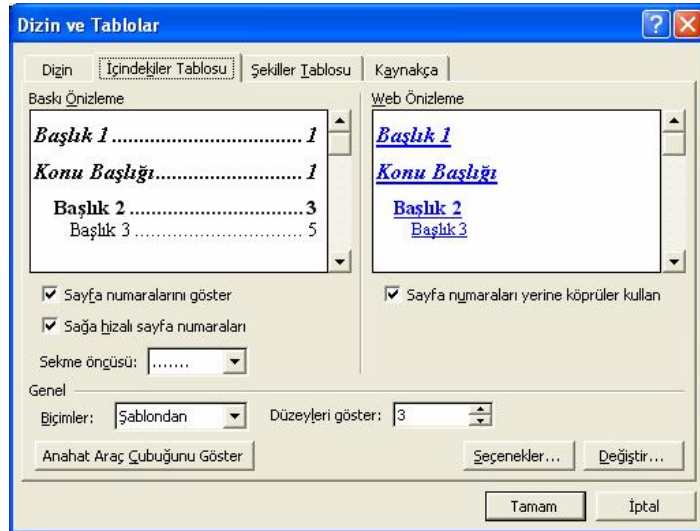 Dizin ve Tablolar
Dizin İçindekiler Tablosu Şekiller Tablosu Kaynakça
Baskı Önizleme
Başlık 1 ................................ 1
Konu Başlığı......................... 1
Başlık 2 ............................ 3
Başlık 3 ............................ 5
Web Önizleme
Başlık 1
Konu Başlığı
Başlık 2
Başlık 3
Sayfa numaralarını göster
Sağa hizalı sayfa numaraları
Sekme öncüsü: .......
Sayfa numaraları yerine köprüler kullan
Genel
Biçimler: Şablondan Düzeyleri göster: 3
Anahat Araç Çubuğunu Göster Seçenekler... Değiştir...
Tamam İptal